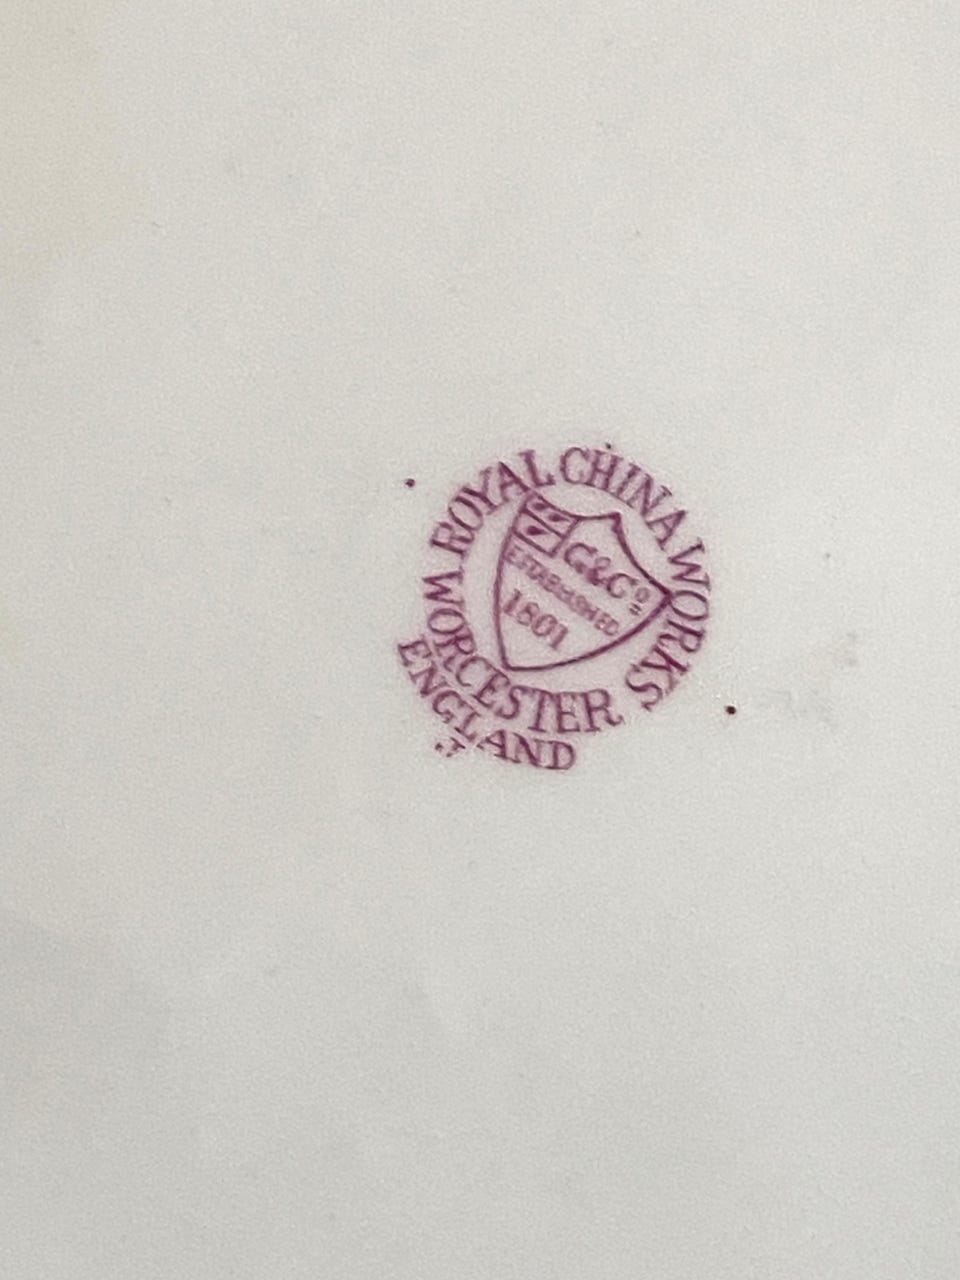 ROYAL CHINA WORKS
G&Cº
ESTABLISHED
1801
WORCESTER
ENGLAND